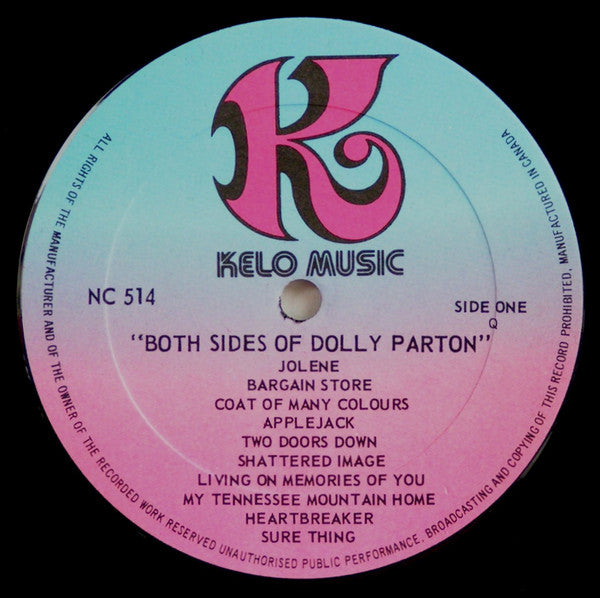 K
KELO MUSIC
NC 514
SIDE ONE
Q
"BOTH SIDES OF DOLLY PARTON"
JOLENE
BARGAIN STORE
COAT OF MANY COLOURS
APPLEJACK
TWO DOORS DOWN
SHATTERED IMAGE
LIVING ON MEMORIES OF YOU
MY TENNESSEE MOUNTAIN HOME
HEARTBREAKER
SURE THING
ALL RIGHTS OF THE MANUFACTURER AND OF THE OWNER OF THE RECORDED WORK RESERVED UNAUTHORISED PUBLIC PERFORMANCE, BROADCASTING AND COPYING OF THIS RECORD PROHIBITED, MANUFACTURED IN CANADA